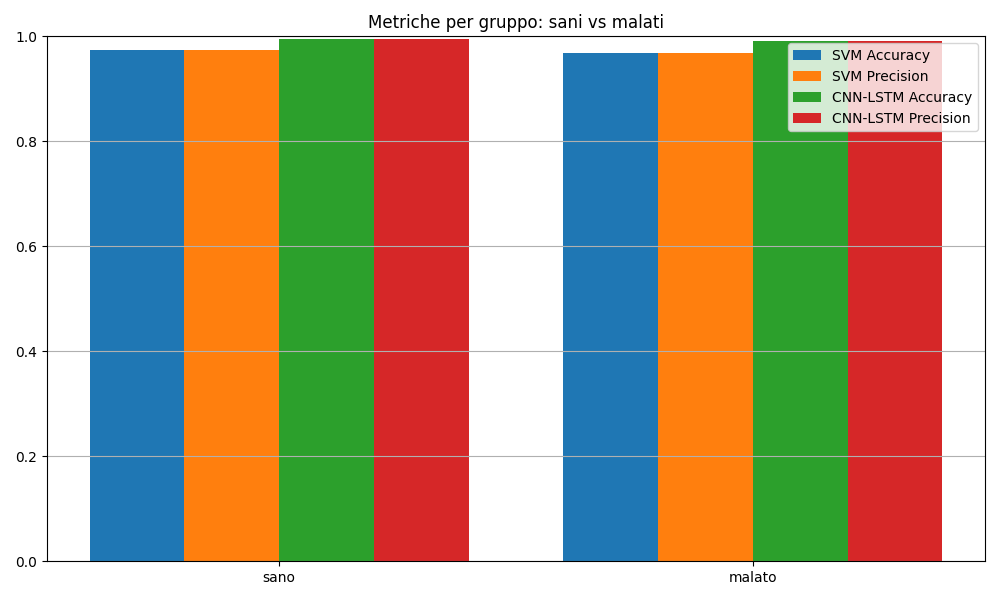 Metriche per gruppo: sani vs malati
1.0
0.8
0.6
0.4
0.2
0.0
SVM Accuracy
SVM Precision
CNN-LSTM Accuracy
CNN-LSTM Precision
sano
malato